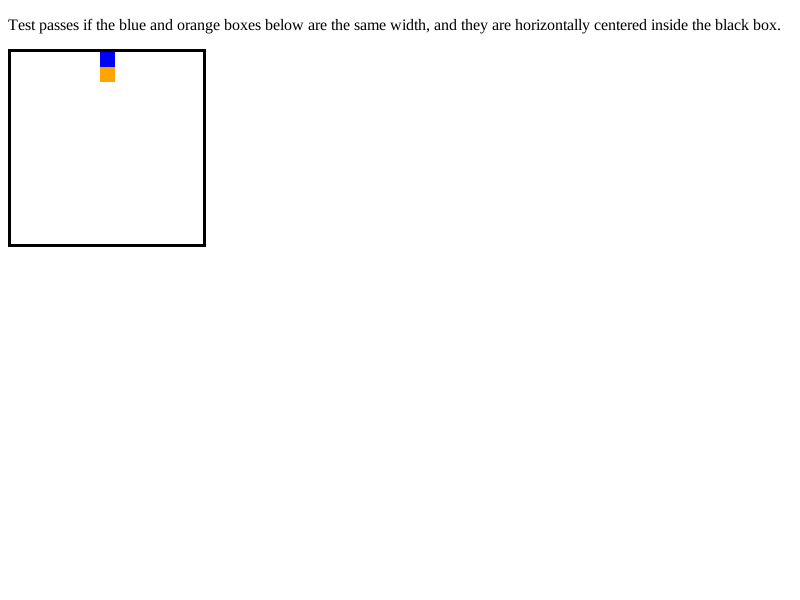 Test passes if the blue and orange boxes below are the same width, and they are horizontally centered inside the black box.